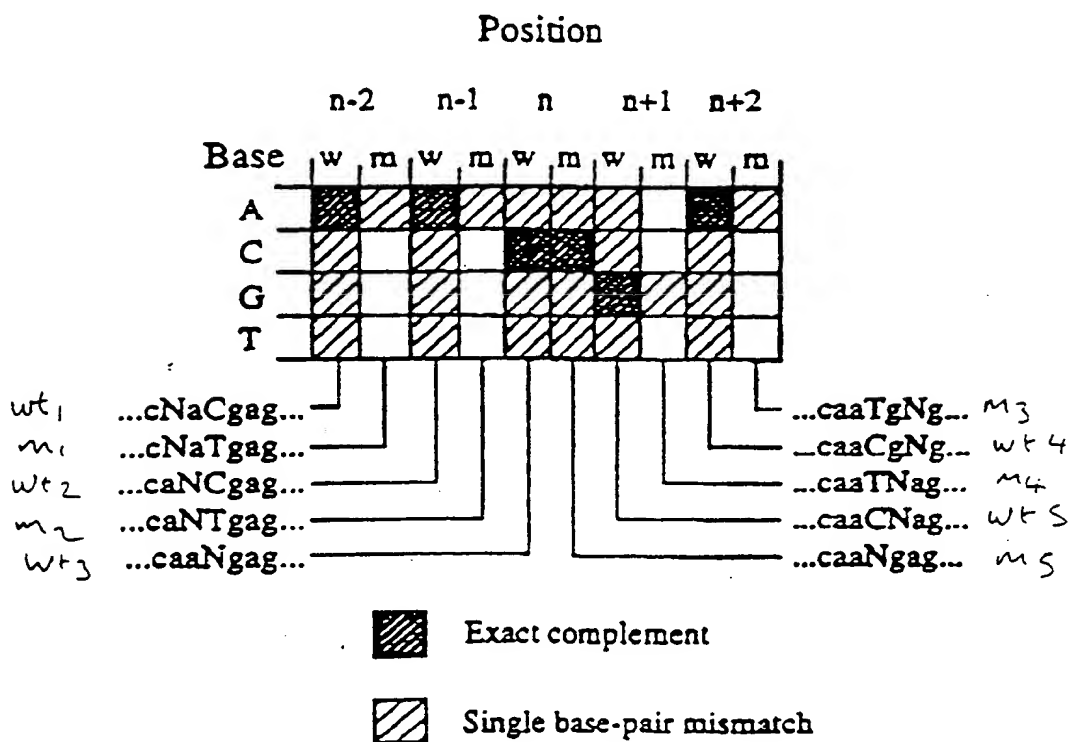 Position
n-2 n-1 n n+1 n+2
Base w m w m w m w m w m
A
C
G
T
wt1 ...cNaCgag... ...caaTgNg... m3
m1 ...cNaTgag... ...caaCgNg... wt4
wt2 ...caNCgag... ...caaTNag... m4
m2 ...caNTgag... ...caaCNag... wt5
wt3 ...caaNgag... ...caaNgag... m5
Exact complement
Single base-pair mismatch